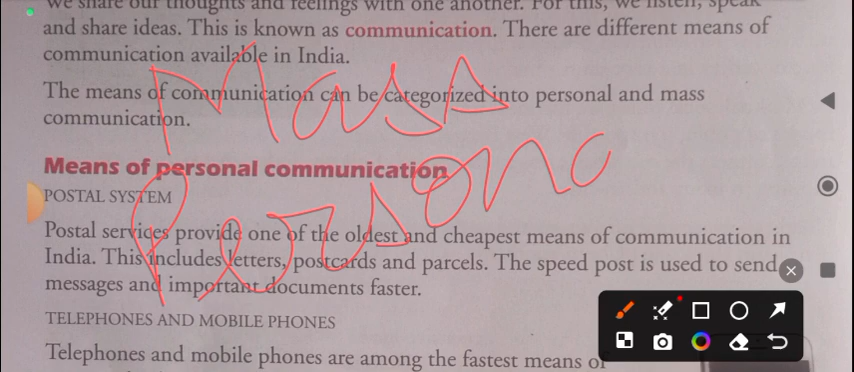 We share our thoughts and feelings with one another. For this, we listen, speak
and share ideas. This is known as communication. There are different means of
communication available in India.
The means of communication can be categorized into personal and mass
communication.
Mass
Means of personal communication
Persona
POSTAL SYSTEM
Postal services provide one of the oldest and cheapest means of communication in
India. This includes letters, postcards and parcels. The speed post is used to send
messages and important documents faster.
TELEPHONES AND MOBILE PHONES
Telephones and mobile phones are among the fastest means of